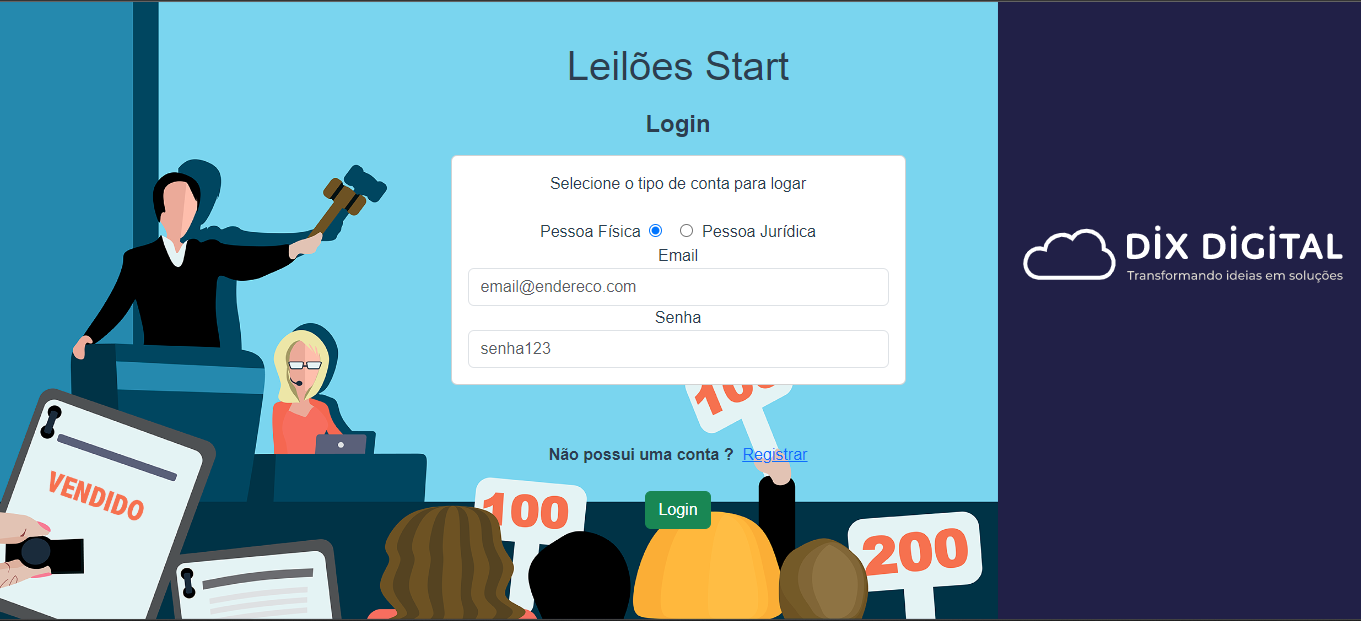 Leilões Start
Login
Selecione o tipo de conta para logar
Pessoa Física Pessoa Jurídica
Email
email@endereco.com
Senha
senha123
Não possui uma conta ? Registrar
Login
VENDIDO
100
100
200
DiX DiGiTAL
Transformando ideias em soluções